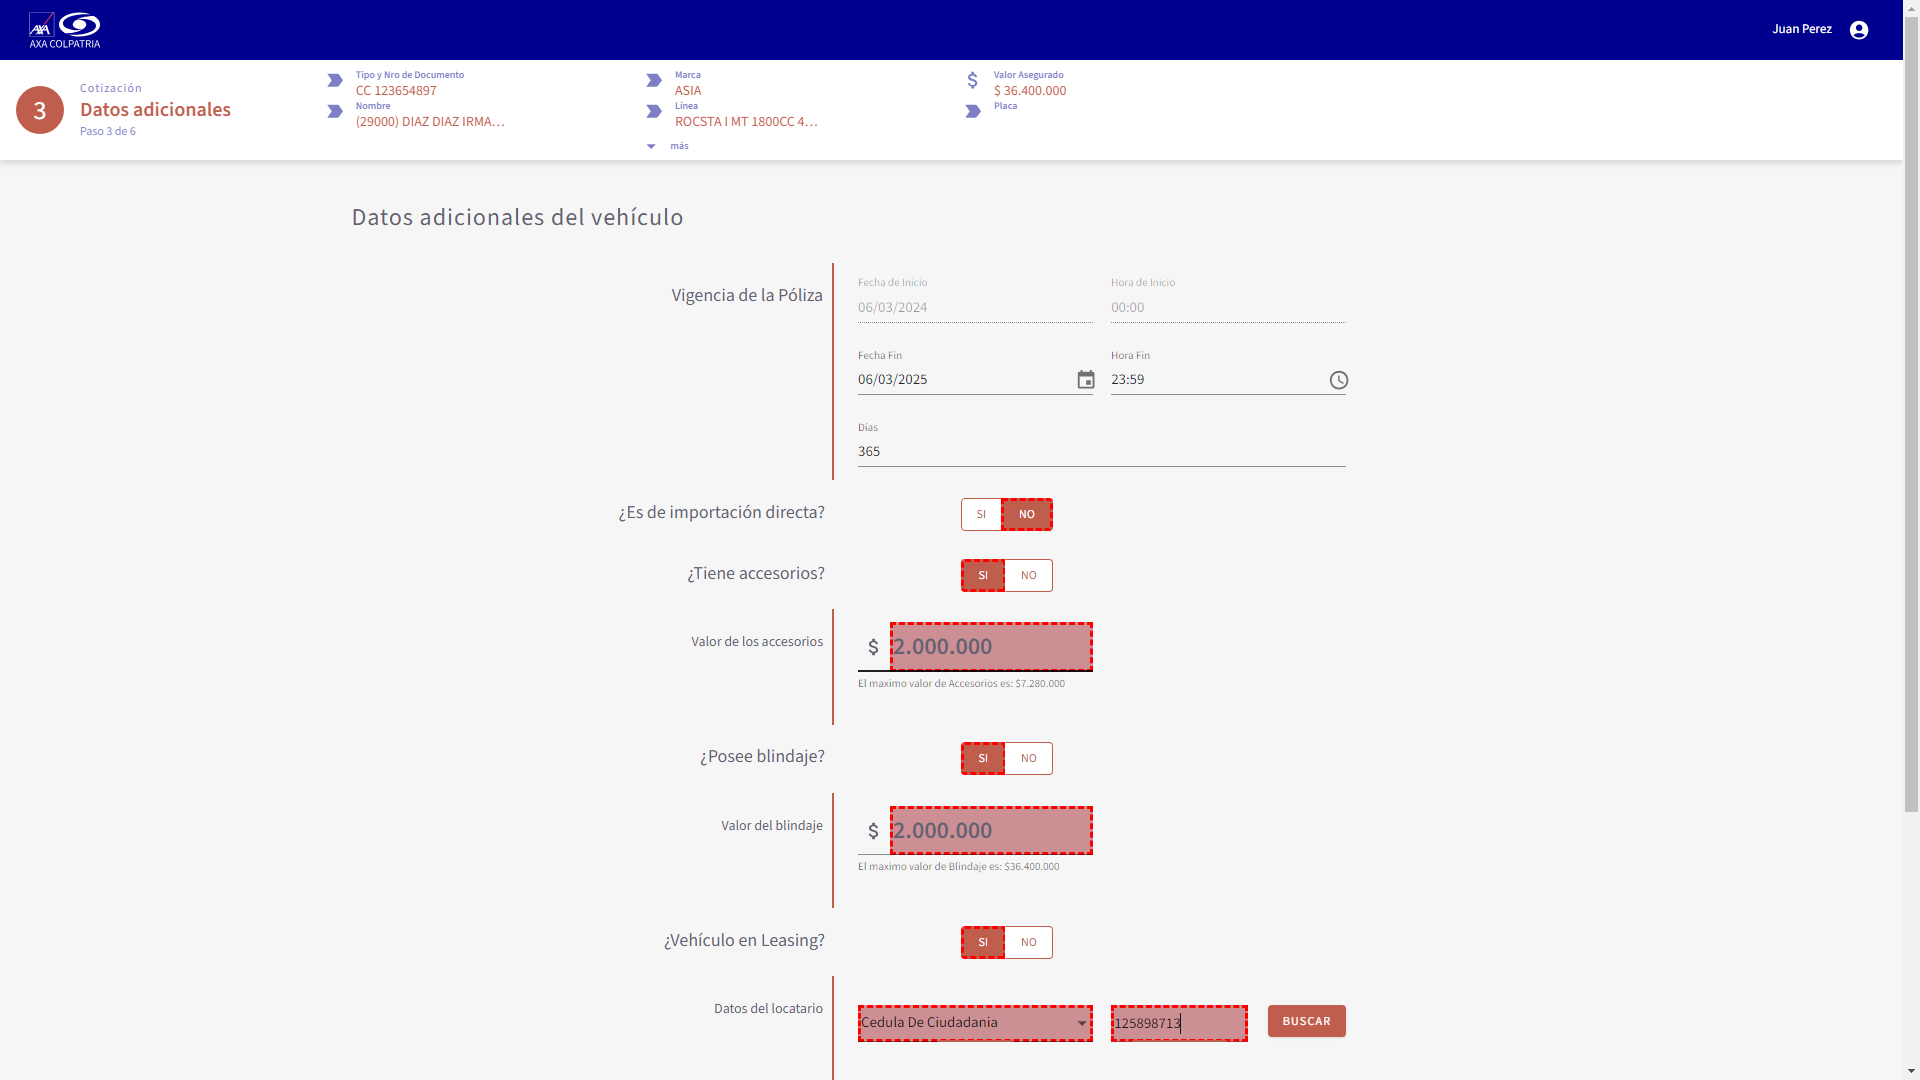 AXA COLPATRIA
Juan Perez
3
Cotización
Datos adicionales
Paso 3 de 6
Tipo y Nro de Documento
CC 123654897
Nombre
(29000) DIAZ DIAZ IRMA...
Marca
ASIA
Línea
ROCSTA I MT 1800CC 4...
más
Valor Asegurado
$ 36.400.000
Placa
Datos adicionales del vehículo
Vigencia de la Póliza
Fecha de Inicio
06/03/2024
Hora de Inicio
00:00
Fecha Fin
06/03/2025
Hora Fin
23:59
Días
365
¿Es de importación directa?
SI NO
¿Tiene accesorios?
SI NO
Valor de los accesorios
$ 2.000.000
El maximo valor de Accesorios es: $7.280.000
¿Posee blindaje?
SI NO
Valor del blindaje
$ 2.000.000
El maximo valor de Blindaje es: $36.400.000
¿Vehículo en Leasing?
SI NO
Datos del locatario
Cedula De Ciudadania
125898713
BUSCAR